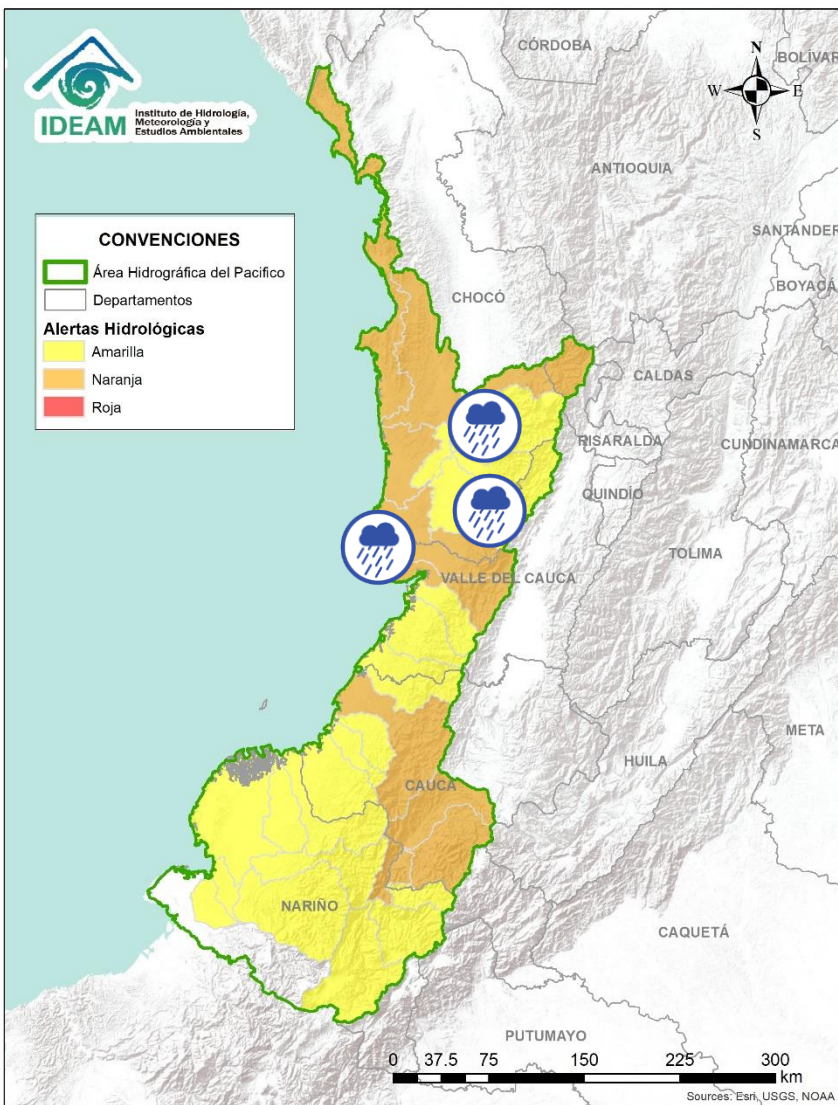 IDEAM
Instituto de Hidrología,
Meteorología y
Estudios Ambientales
CÓRDOBA
BOLÍVAR
N
W
E
S
ANTIOQUIA
SANTANDER
BOYACÁ
CONVENCIONES
Área Hidrográfica del Pacifico
Departamentos
Alertas Hidrológicas
Amarilla
Naranja
Roja
CHOCÓ
CALDAS
RISARALDA
CUNDINAMARCA
QUINDÍO
TOLIMA
VALLE DEL CAUCA
META
HUILA
CAUCA
NARIÑO
CAQUETÁ
PUTUMAYO
0 37.5 75 150 225 300
km
Sources: Esri, USGS, NOAA